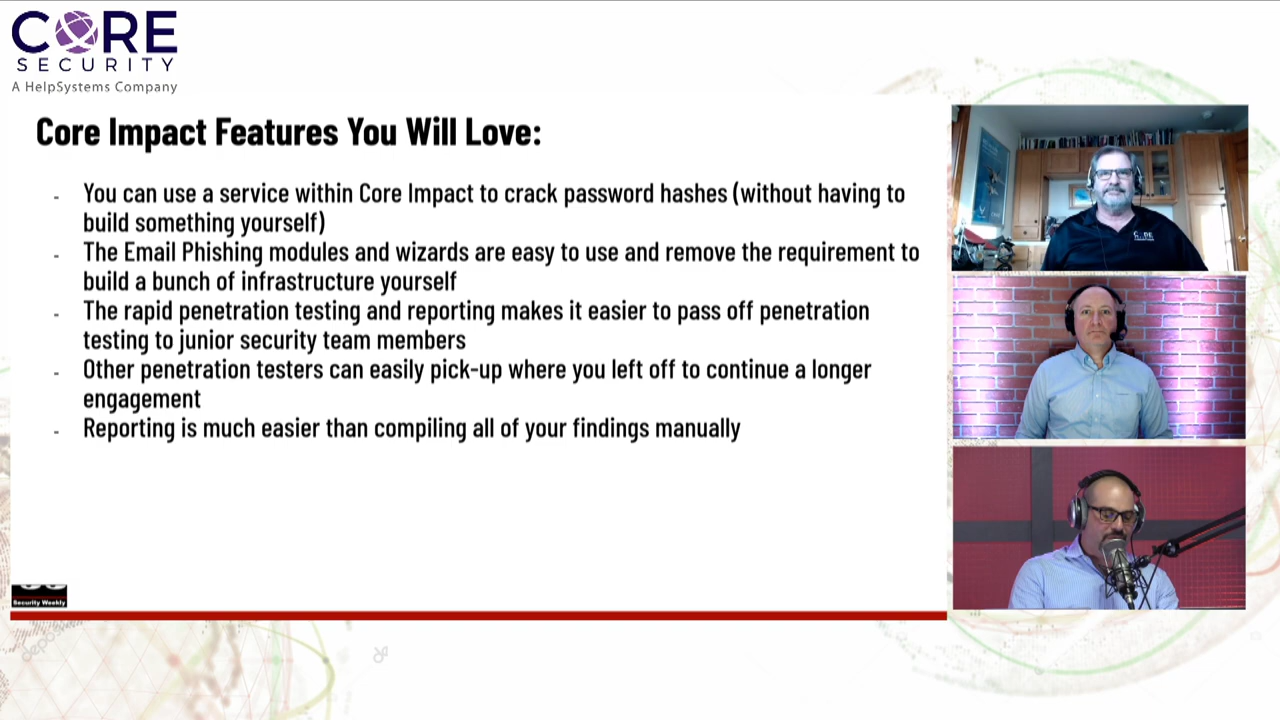 CORE
SECURITY
A HelpSystems Company
Core Impact Features You Will Love:
- You can use a service within Core Impact to crack password hashes (without having to
build something yourself)
- The Email Phishing modules and wizards are easy to use and remove the requirement to
build a bunch of infrastructure yourself
- The rapid penetration testing and reporting makes it easier to pass off penetration
testing to junior security team members
- Other penetration testers can easily pick-up where you left off to continue a longer
engagement
- Reporting is much easier than compiling all of your findings manually
CORE
Security Weekly